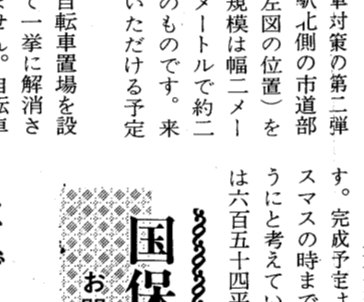 車対策の第二弾
駅北側の市道部
左図の位置）を
規模は幅二メー
メートルで約二
のものです。来
いただける予定
自転車置場を設
て一挙に解消さ
ません。自転車
す。完成予定
スマスの時まで
うにと考えてい
は六百五十四平
国保
お